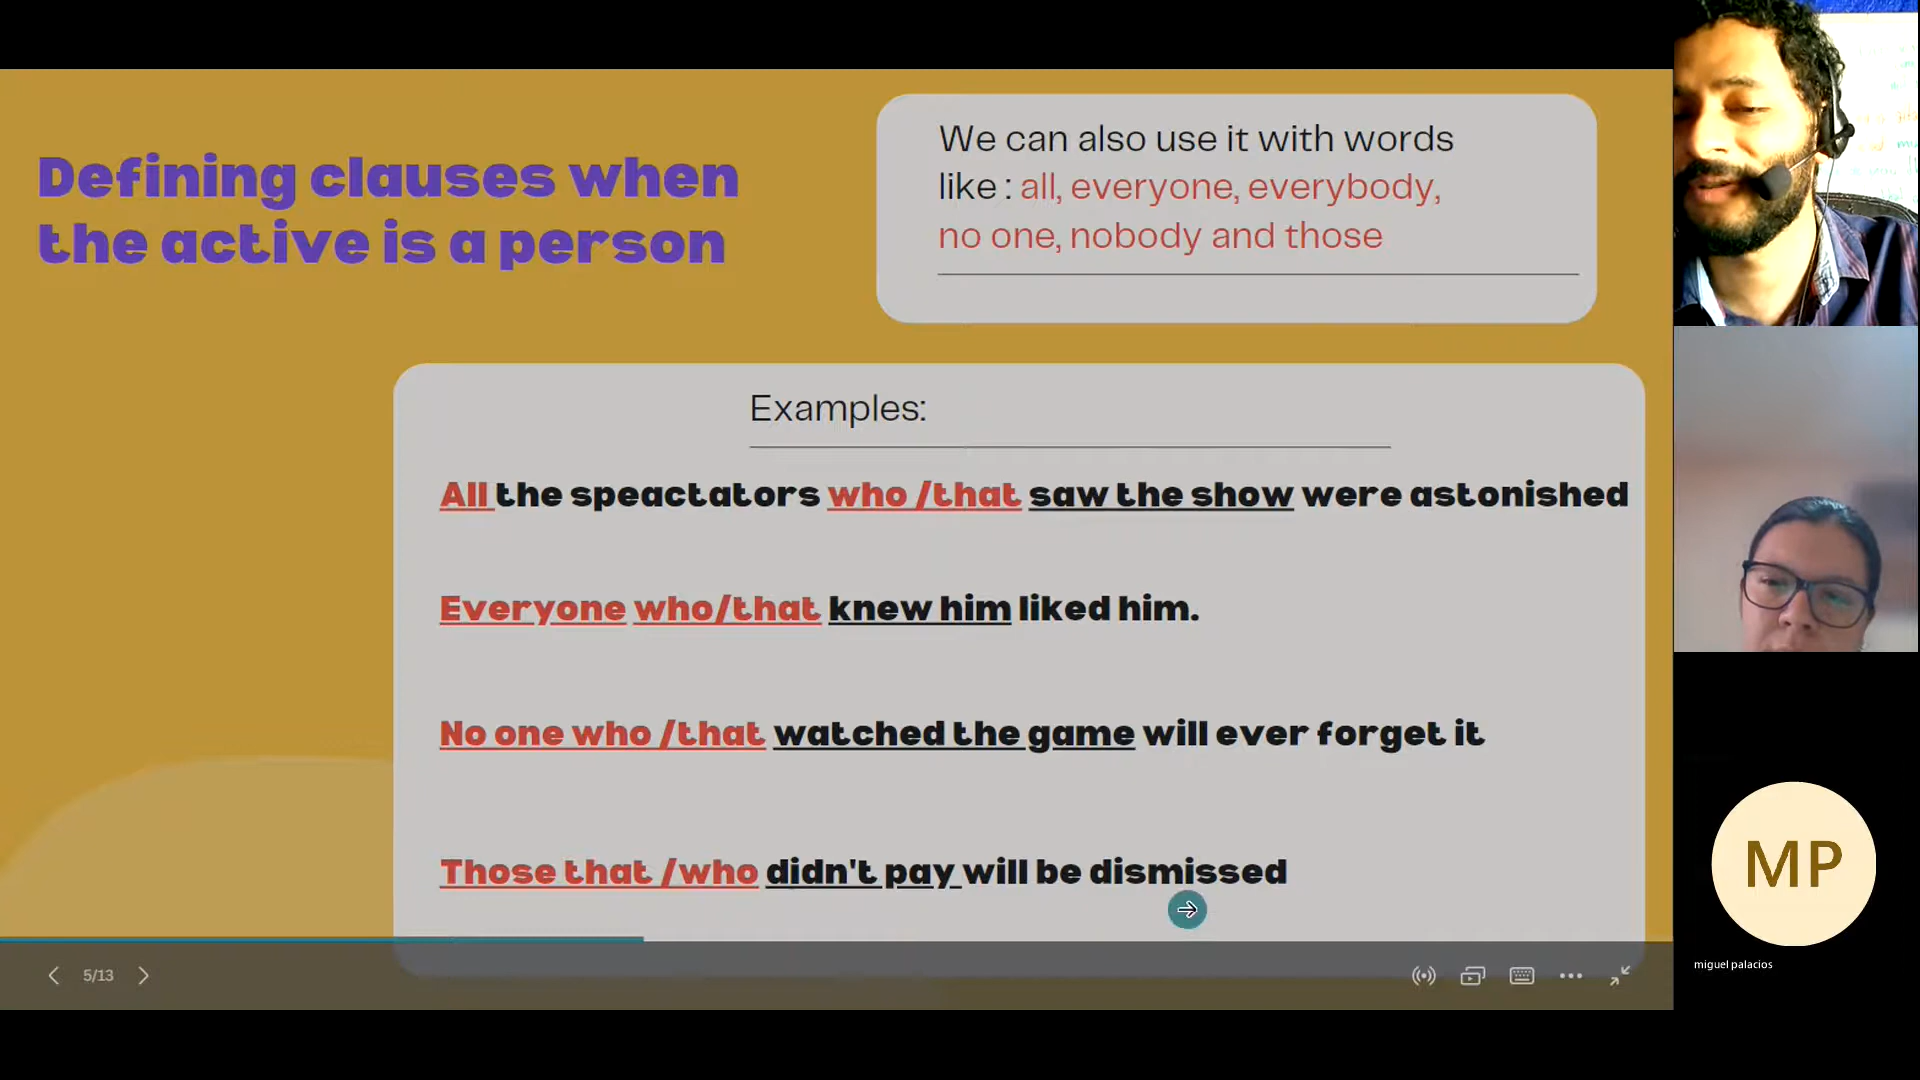 Defining clauses when
the active is a person
We can also use it with words
like : all, everyone, everybody,
no one, nobody and those
Examples:
All the speactators who /that saw the show were astonished
Everyone who/that knew him liked him.
No one who /that watched the game will ever forget it
Those that /who didn't pay will be dismissed
5/13
MP
miguel palacios